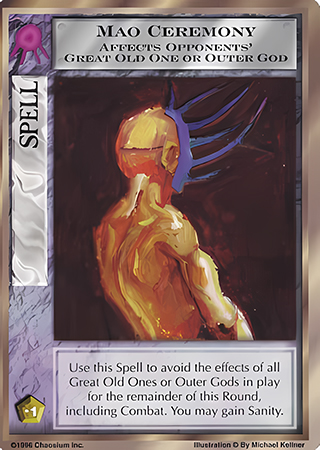 MAO CEREMONY
AFFECTS OPPONENTS'
GREAT OLD ONE OR OUTER GOD
SPELL
Use this Spell to avoid the effects of all
Great Old Ones or Outer Gods in play
for the remainder of this Round,
including Combat. You may gain Sanity.
-1
©1996 Chaosium Inc.
Illustration © By Michael Kellner